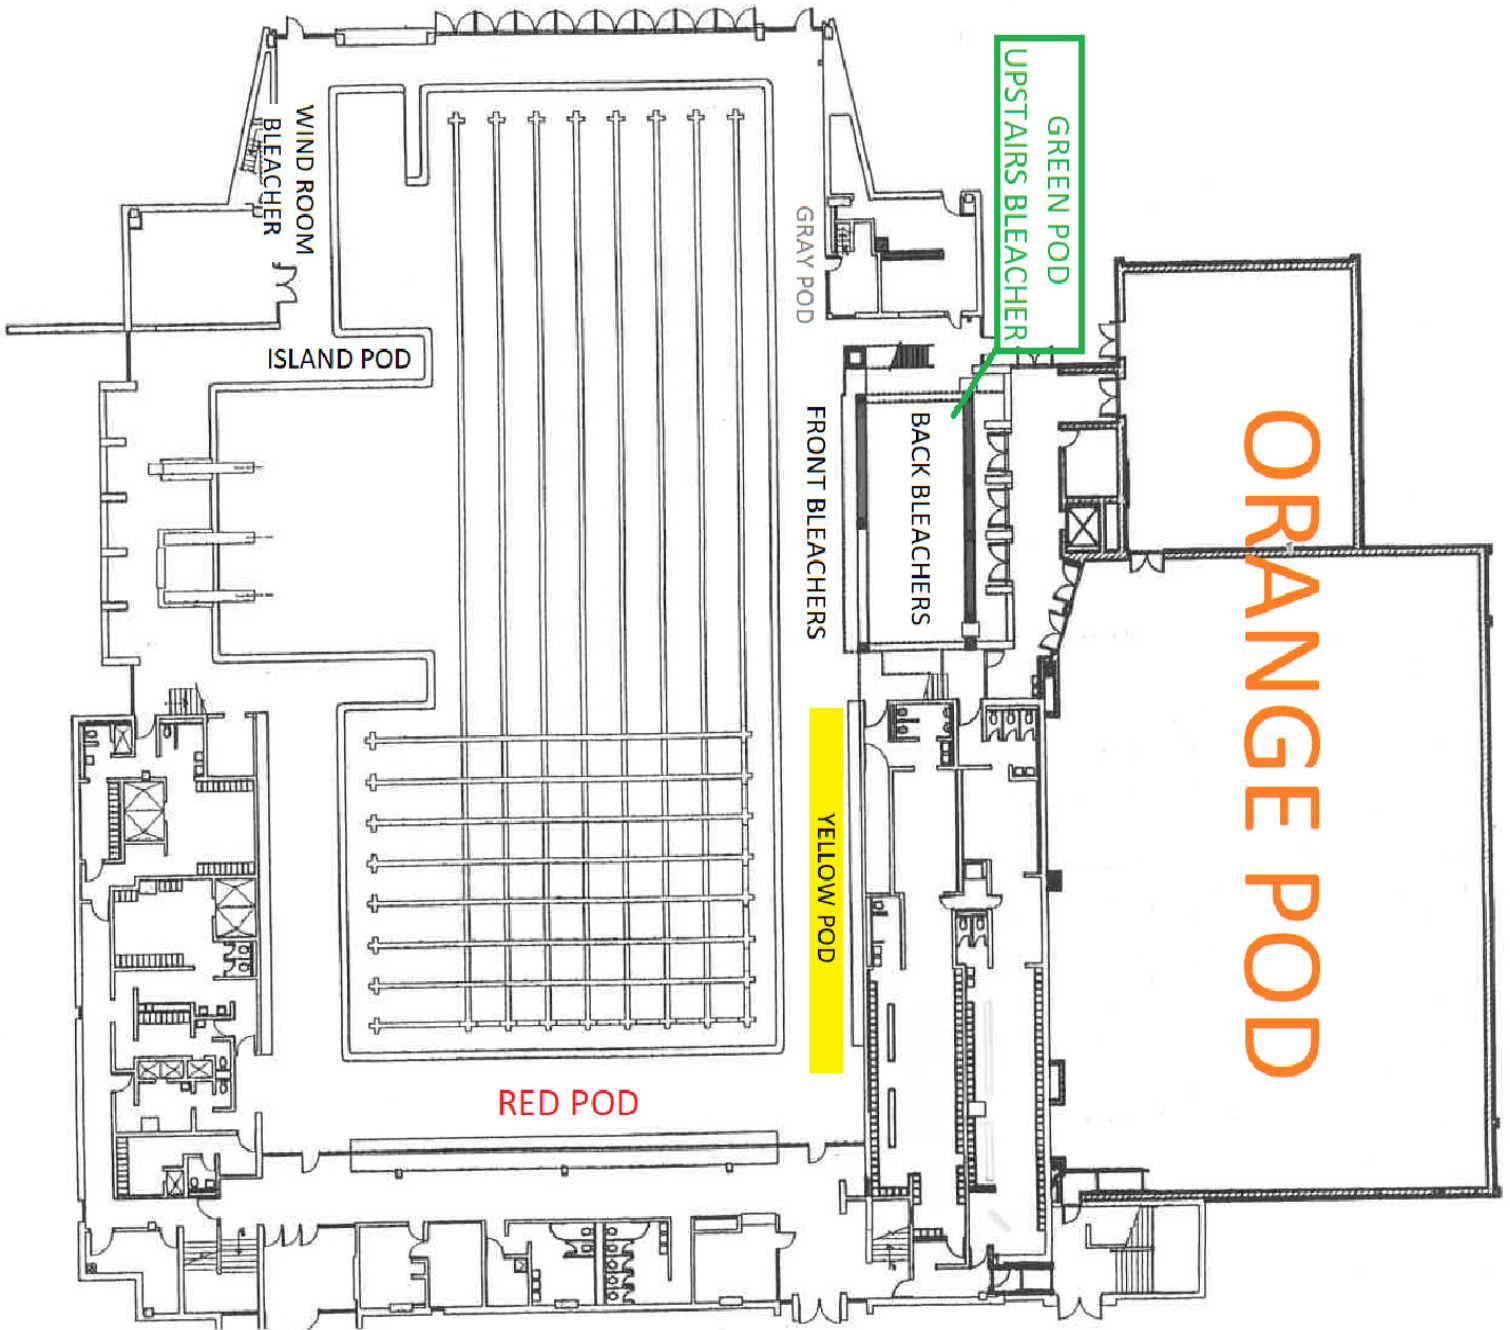 GREEN POD
UPSTAIRS BLEACHER
WIND ROOM
BLEACHER
GRAY POD
ISLAND POD
FRONT BLEACHERS
BACK BLEACHERS
ORANGE POD
YELLOW POD
RED POD